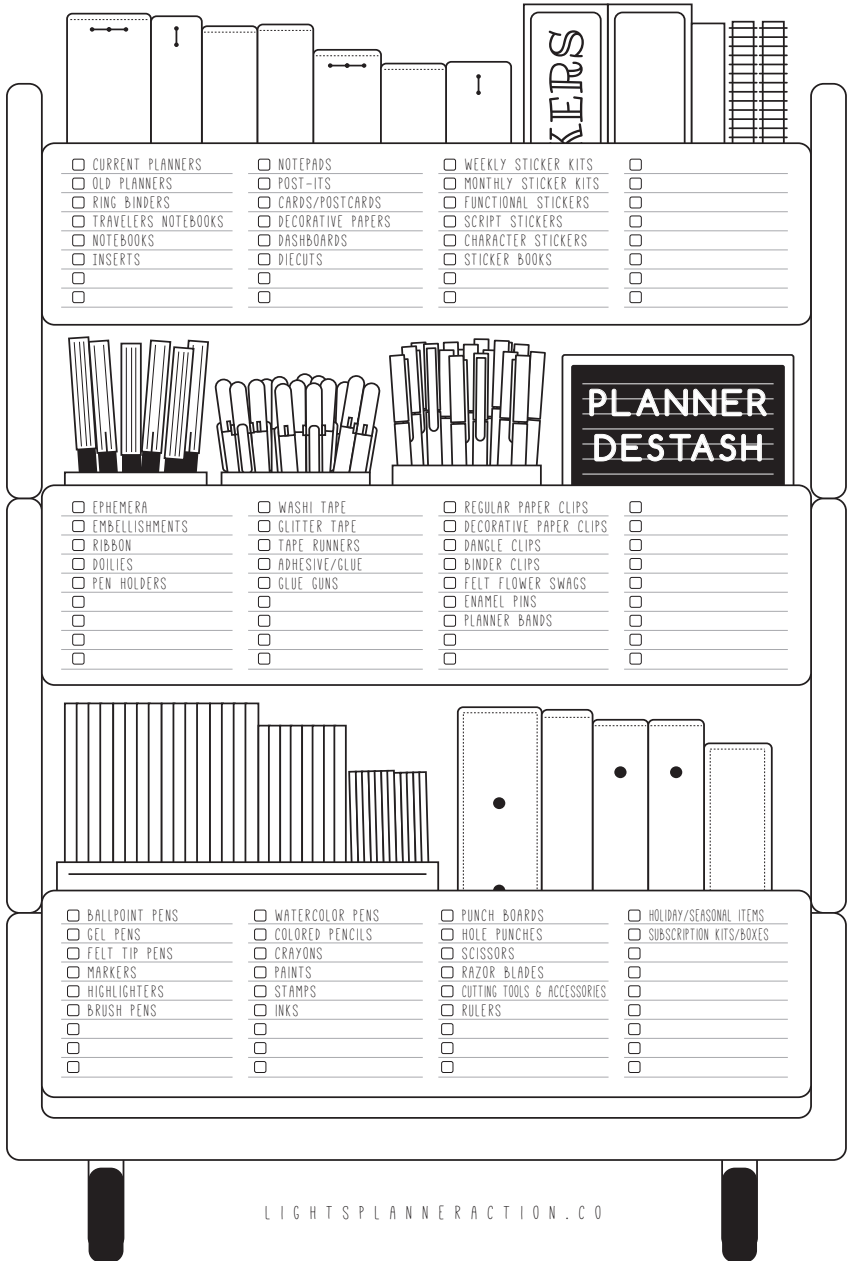 KERS
CURRENT PLANNERS
OLD PLANNERS
RING BINDERS
TRAVELERS NOTEBOOKS
NOTEBOOKS
INSERTS
NOTEPADS
POST-ITS
CARDS/POSTCARDS
DECORATIVE PAPERS
DASHBOARDS
DIECUTS
WEEKLY STICKER KITS
MONTHLY STICKER KITS
FUNCTIONAL STICKERS
SCRIPT STICKERS
CHARACTER STICKERS
STICKER BOOKS
PLANNER
DESTASH
EPHEMERA
EMBELLISHMENTS
RIBBON
DOILIES
PEN HOLDERS
WASHI TAPE
GLITTER TAPE
TAPE RUNNERS
ADHESIVE/GLUE
GLUE GUNS
REGULAR PAPER CLIPS
DECORATIVE PAPER CLIPS
DANGLE CLIPS
BINDER CLIPS
FELT FLOWER SWAGS
ENAMEL PINS
PLANNER BANDS
BALLPOINT PENS
GEL PENS
FELT TIP PENS
MARKERS
HIGHLIGHTERS
BRUSH PENS
WATERCOLOR PENS
COLORED PENCILS
CRAYONS
PAINTS
STAMPS
INKS
PUNCH BOARDS
HOLE PUNCHES
SCISSORS
RAZOR BLADES
CUTTING TOOLS & ACCESSORIES
RULERS
HOLIDAY/SEASONAL ITEMS
SUBSCRIPTION KITS/BOXES
LIGHTSPLANNERACTION.CO